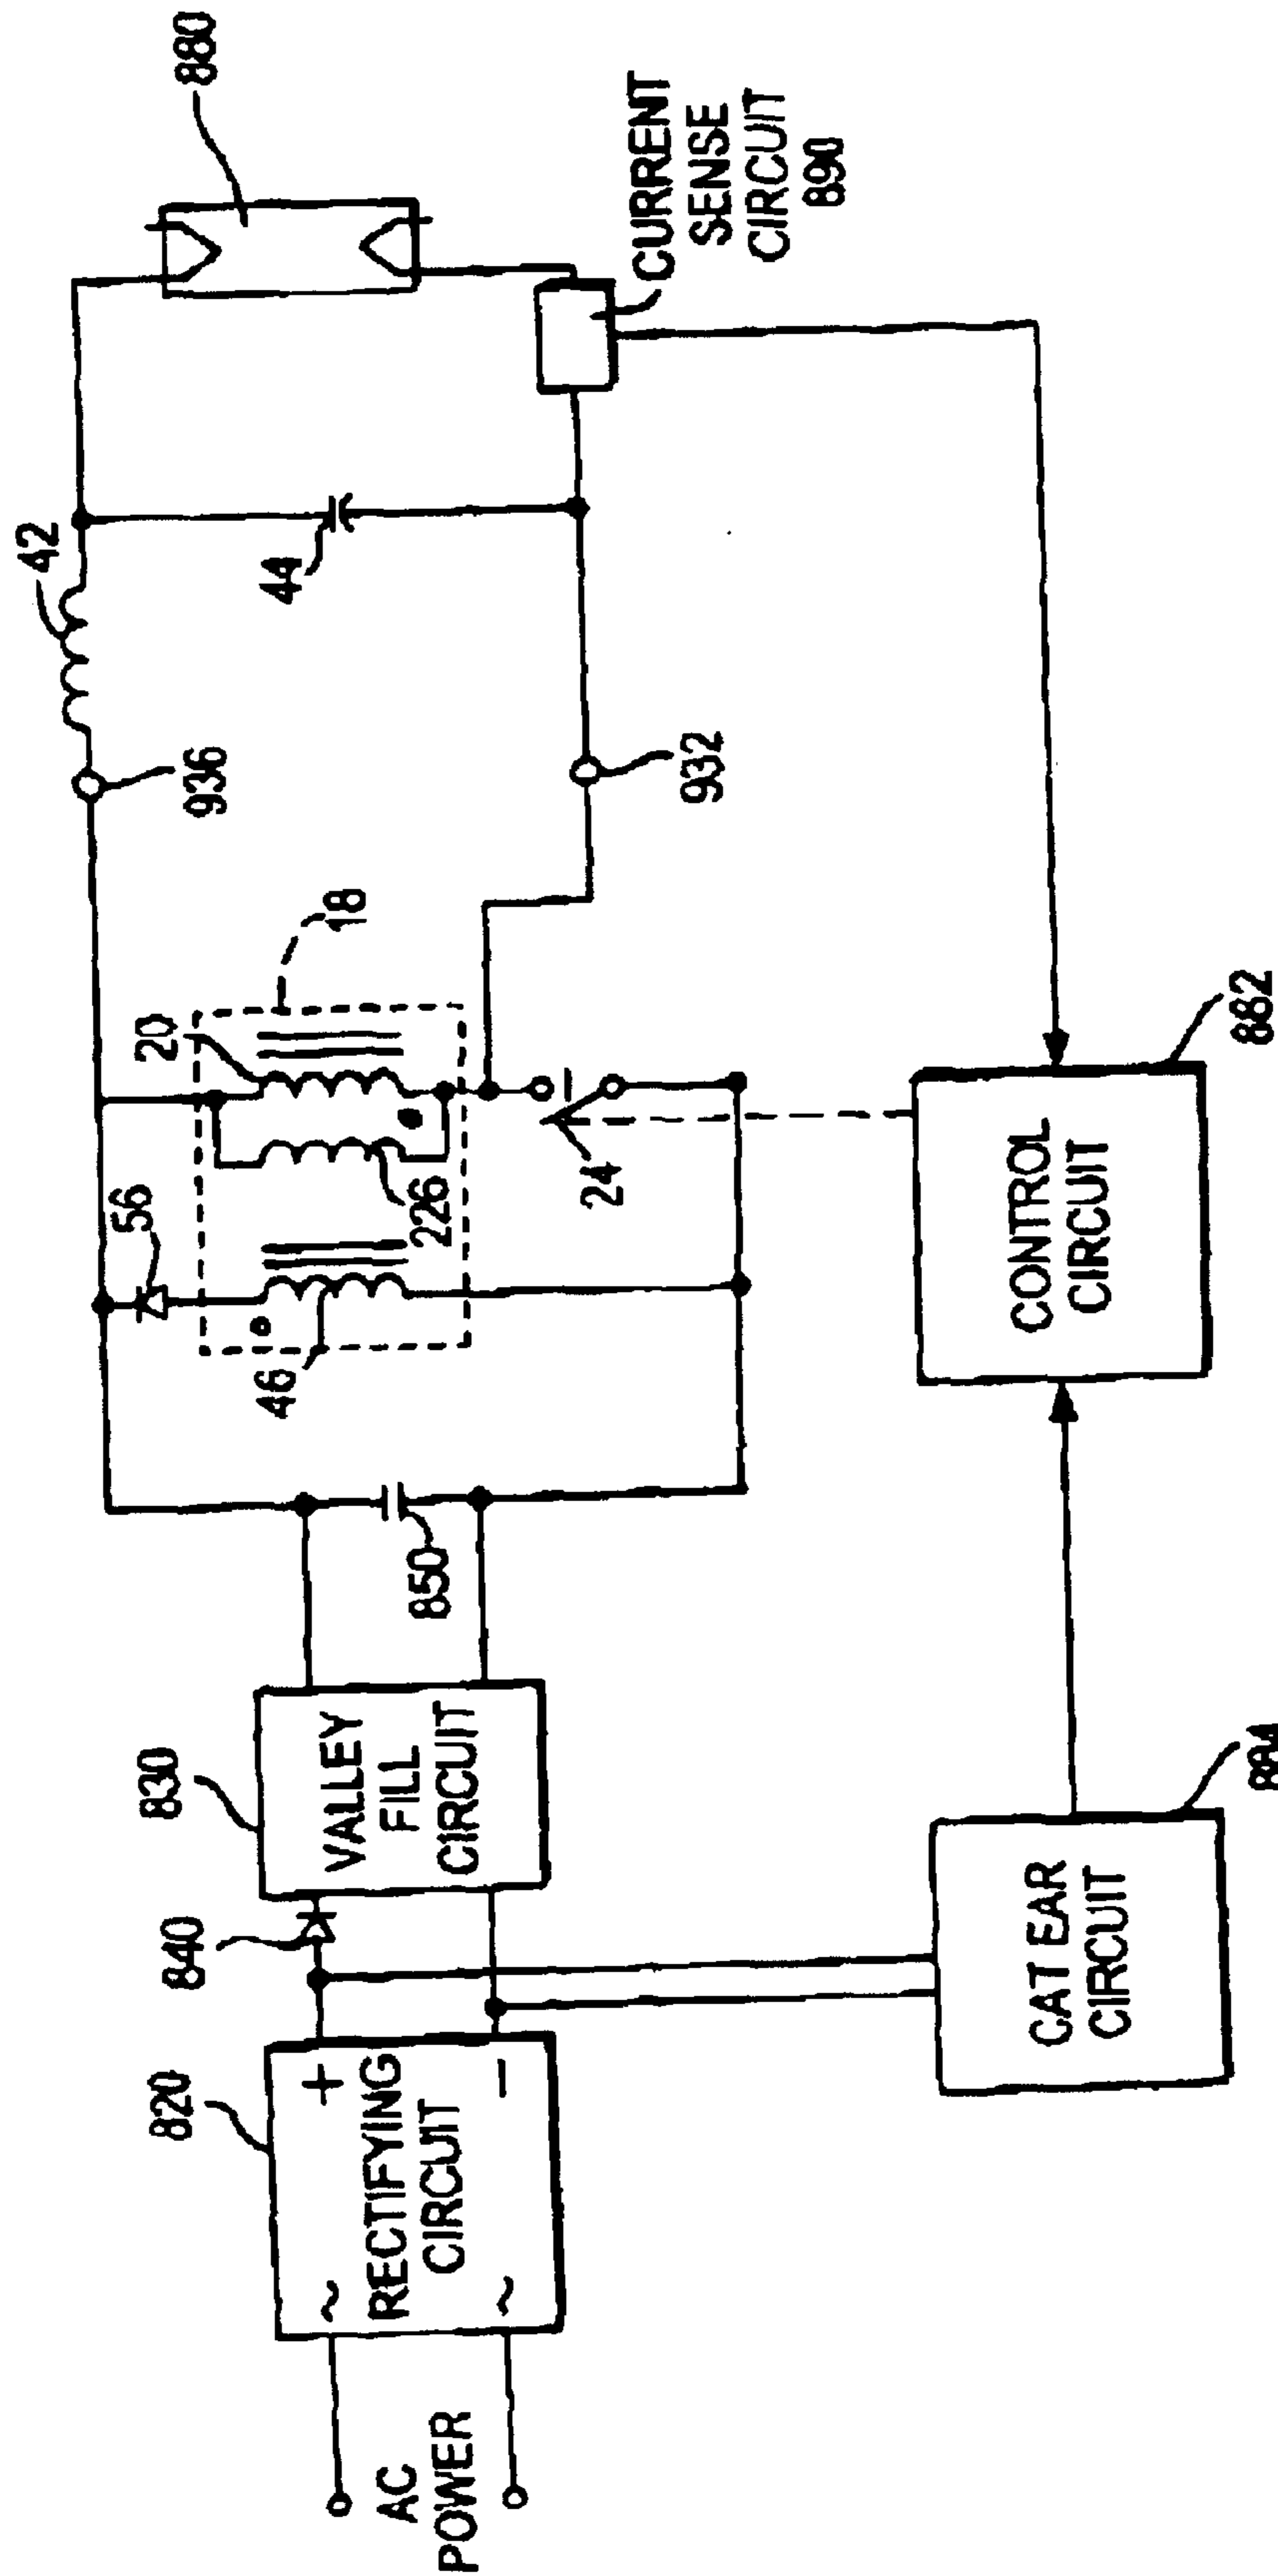 880
CURRENT
SENSE
CIRCUIT
890
42
44
936
932
18
20
226
56
46
24
850
882
CONTROL
CIRCUIT
830
VALLEY
FILL
CIRCUIT
840
820
+
−
RECTIFYING
CIRCUIT
~
~
AC
POWER
CAT EAR
CIRCUIT